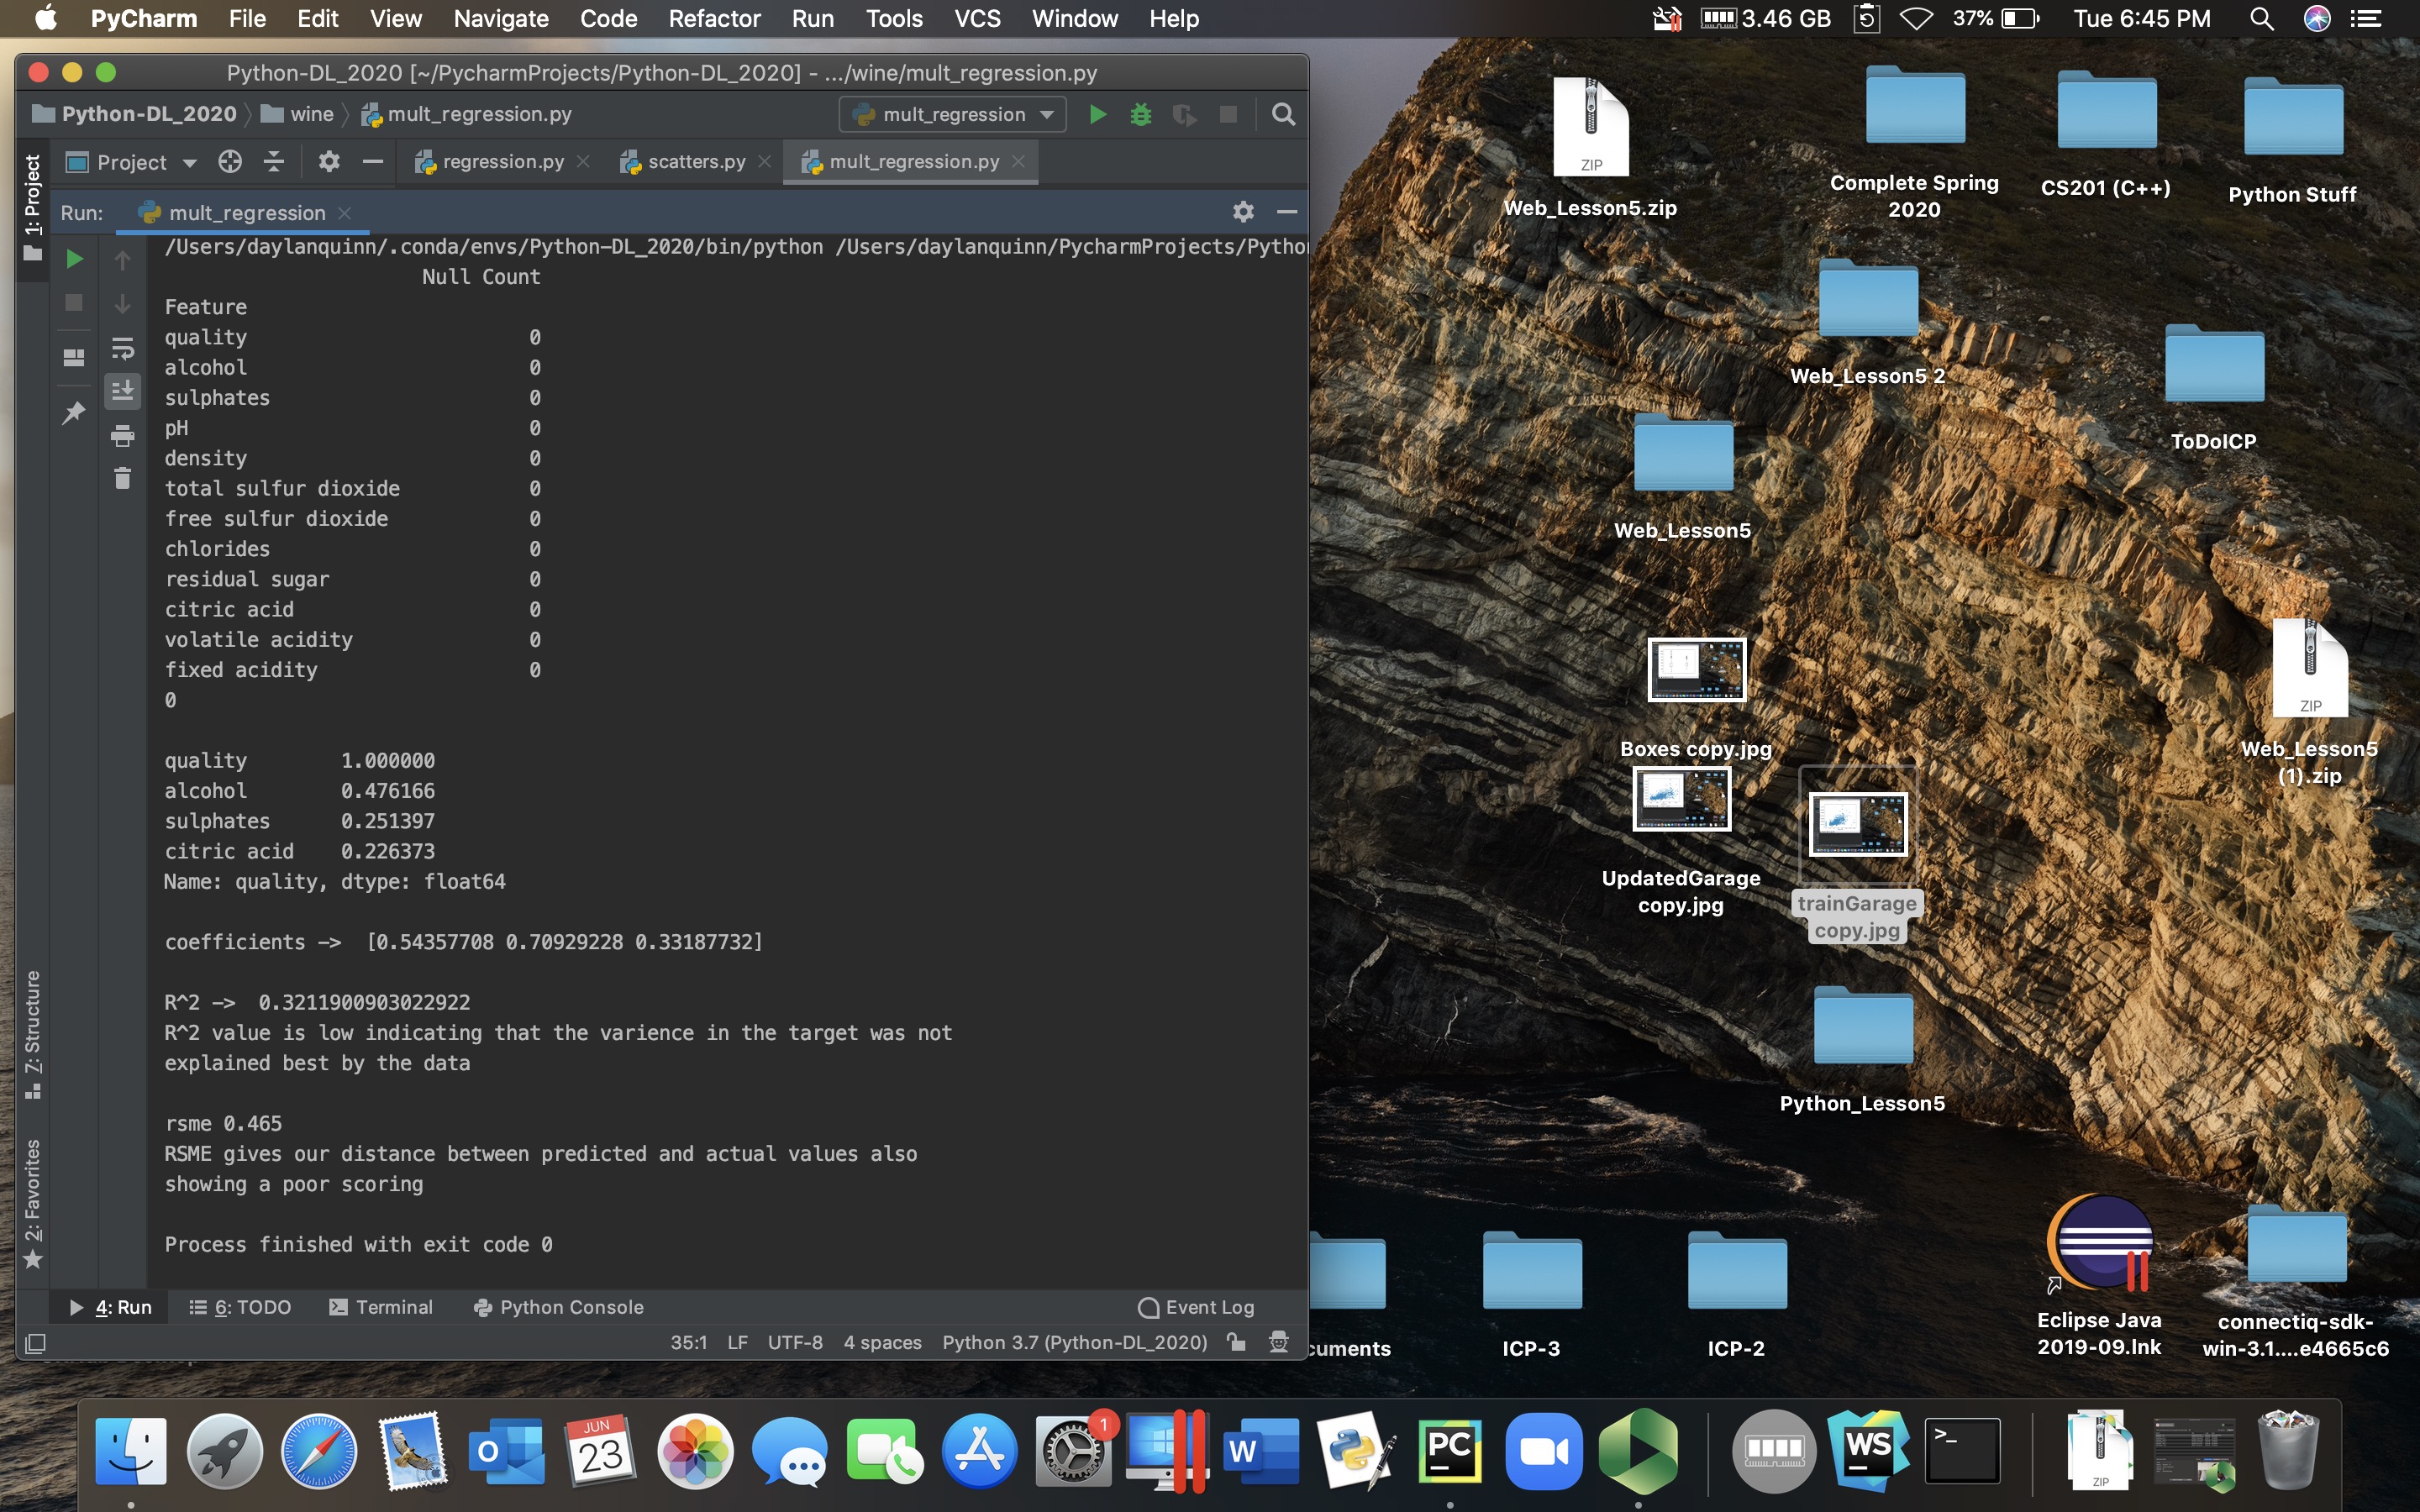 PyCharm File Edit View Navigate Code Refactor Run Tools VCS Window Help 3.46 GB 37% Tue 6:45 PM
Python-DL_2020 [~/PycharmProjects/Python-DL_2020] - .../wine/mult_regression.py
Python-DL_2020 wine mult_regression.py mult_regression
Project regression.py scatters.py mult_regression.py
1: Project
Run: mult_regression
/Users/daylanquinn/.conda/envs/Python-DL_2020/bin/python /Users/daylanquinn/PycharmProjects/Pytho
Null Count
Feature
quality 0
alcohol 0
sulphates 0
pH 0
density 0
total sulfur dioxide 0
free sulfur dioxide 0
chlorides 0
residual sugar 0
citric acid 0
volatile acidity 0
fixed acidity 0
0
quality 1.000000
alcohol 0.476166
sulphates 0.251397
citric acid 0.226373
Name: quality, dtype: float64
coefficients -> [0.54357708 0.70929228 0.33187732]
R^2 -> 0.3211900903022922
R^2 value is low indicating that the varience in the target was not
explained best by the data
rsme 0.465
RSME gives our distance between predicted and actual values also
showing a poor scoring
Process finished with exit code 0
7: Structure
2: Favorites
4: Run 6: TODO Terminal Python Console Event Log
35:1 LF UTF-8 4 spaces Python 3.7 (Python-DL_2020)
ZIP
Web_Lesson5.zip
Complete Spring
2020
CS201 (C++)
Python Stuff
Web_Lesson5 2
ToDoICP
Web_Lesson5
ZIP
Web_Lesson5
(1).zip
Boxes copy.jpg
UpdatedGarage
copy.jpg
trainGarage
copy.jpg
Python_Lesson5
cuments
ICP-3
ICP-2
Eclipse Java
2019-09.lnk
connectiq-sdk-
win-3.1....e4665c6
JUN
23
1
O
W
PC
WS
>_
ZIP